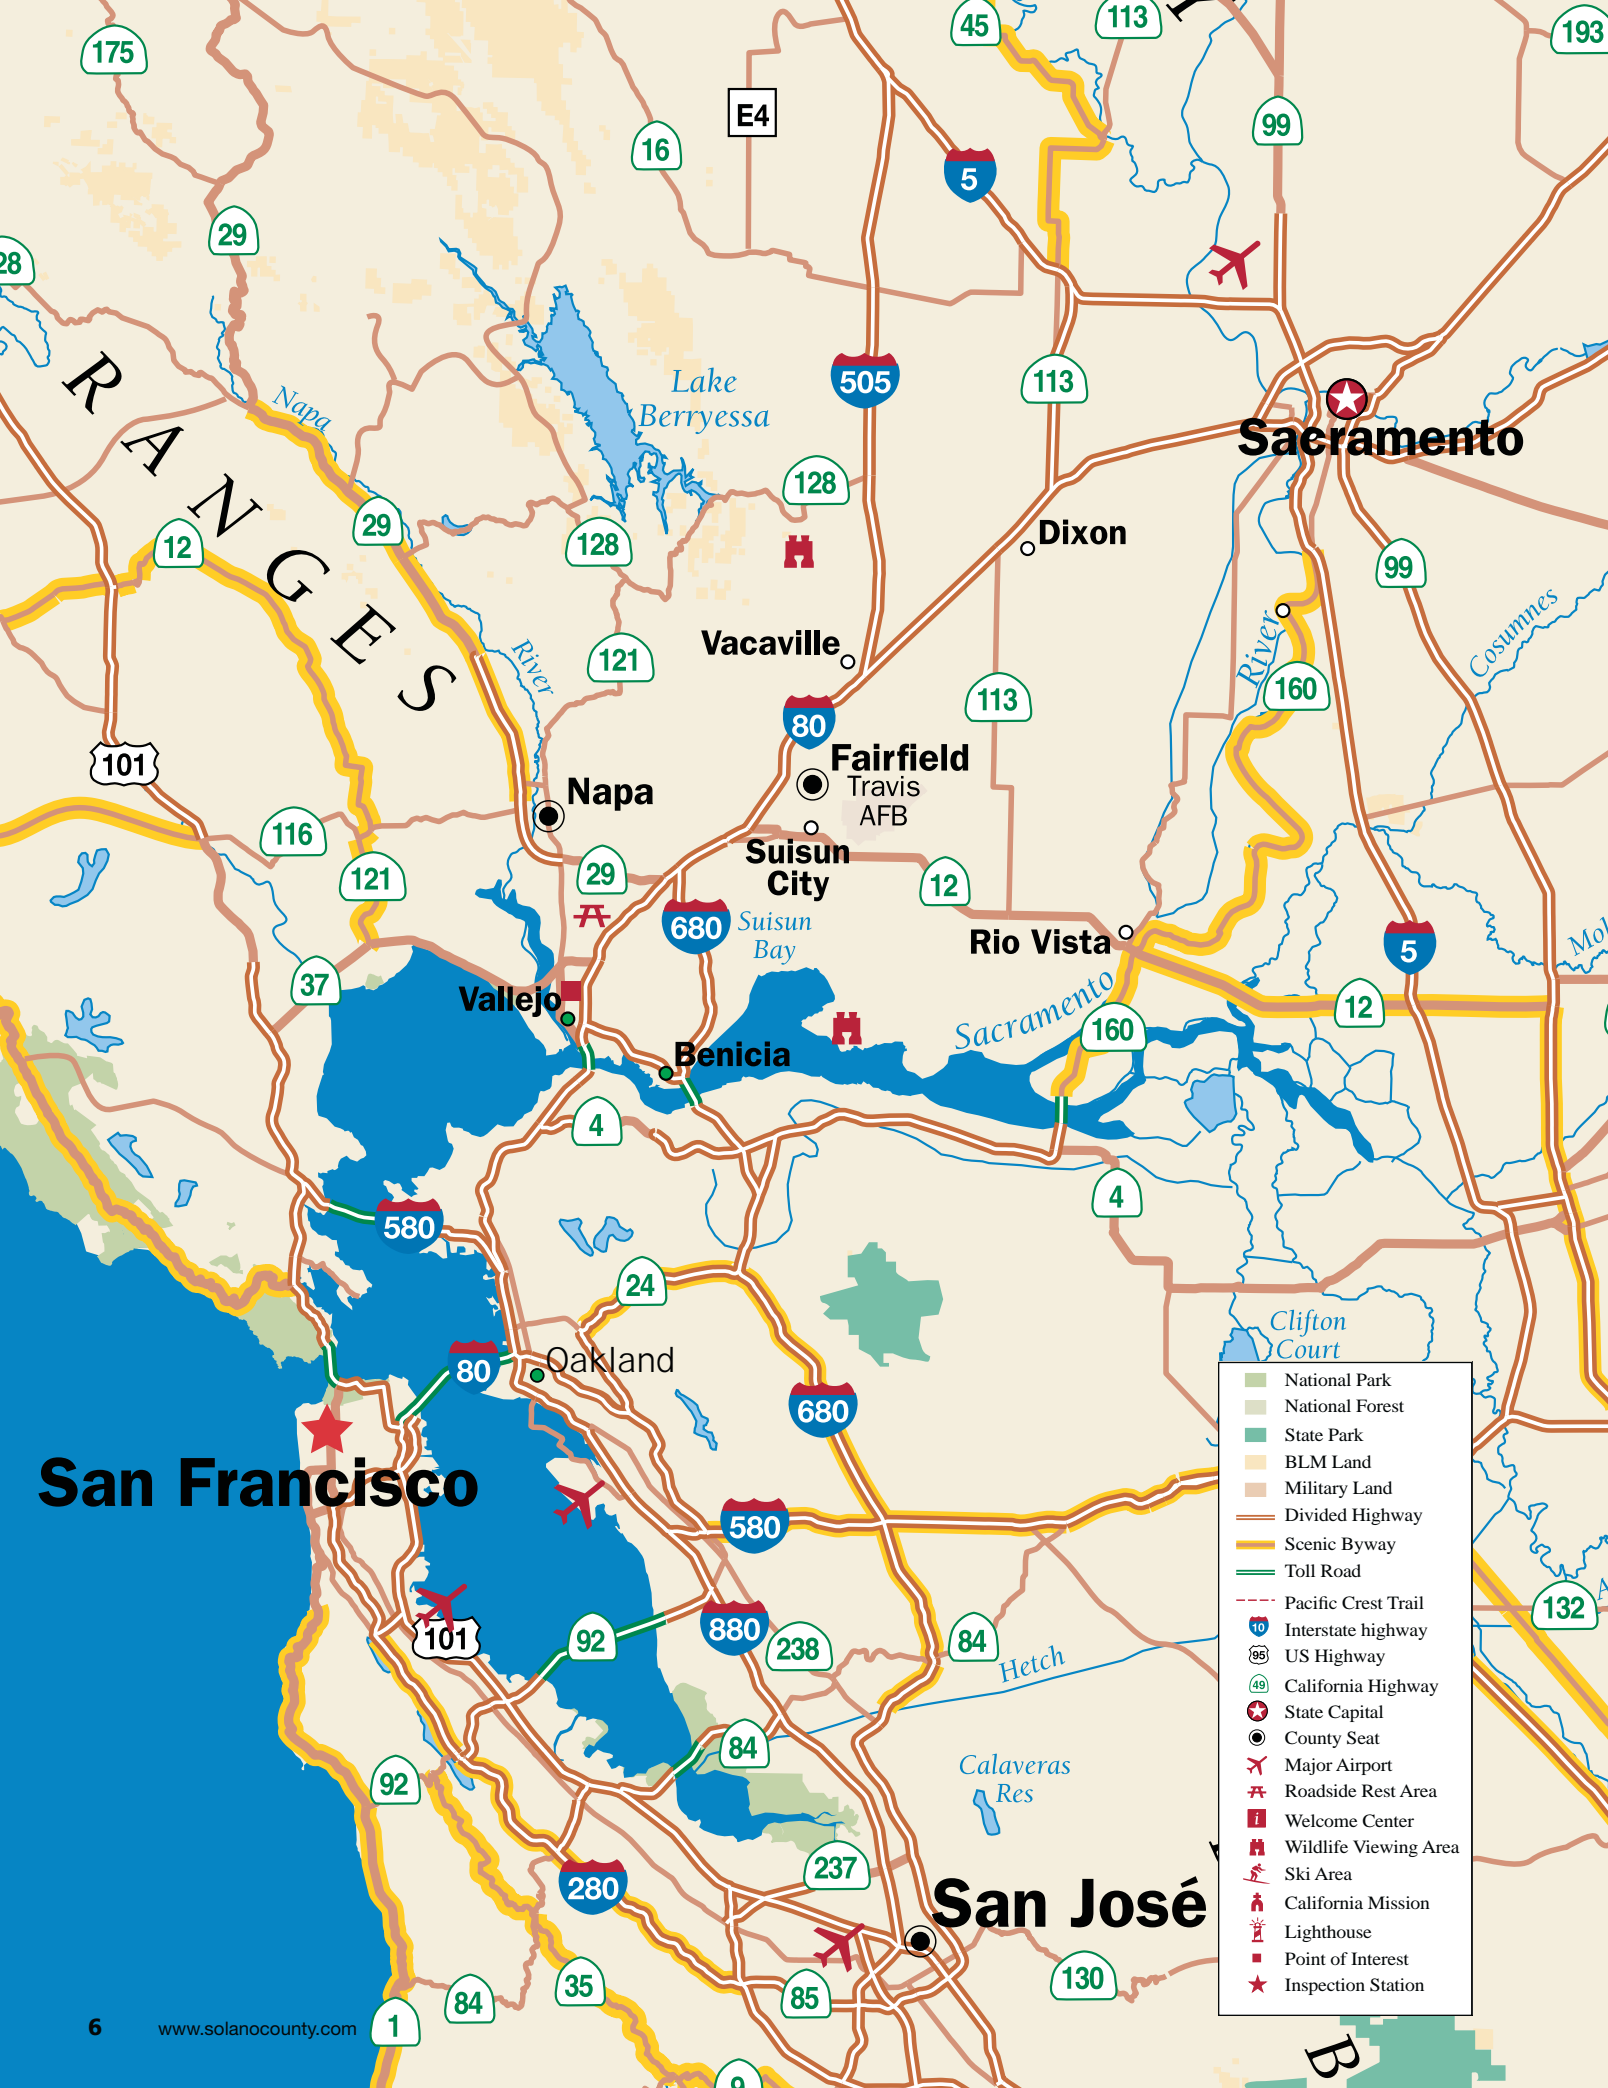 175
45
113
193
E4
16
99
5
29
28
Lake
Berryessa
505
113
Napa
Sacramento
R A N G E S
128
29
12
128
Dixon
99
Cosumnes
River
River
121
Vacaville
160
113
80
101
Fairfield
Travis
AFB
Napa
116
Suisun
City
121
29
12
680
Suisun
Bay
Rio Vista
5
37
Vallejo
Sacramento
12
160
Benicia
4
4
580
24
Clifton
Court
80
Oakland
680
San Francisco
580
101
92
880
238
84
Hetch
132
84
92
Calaveras
Res
237
280
San José
35
85
130
84
1
9
B
National Park
National Forest
State Park
BLM Land
Military Land
Divided Highway
Scenic Byway
Toll Road
Pacific Crest Trail
10 Interstate highway
95 US Highway
49 California Highway
State Capital
County Seat
Major Airport
Roadside Rest Area
i Welcome Center
Wildlife Viewing Area
Ski Area
California Mission
Lighthouse
Point of Interest
Inspection Station
6 www.solanocounty.com